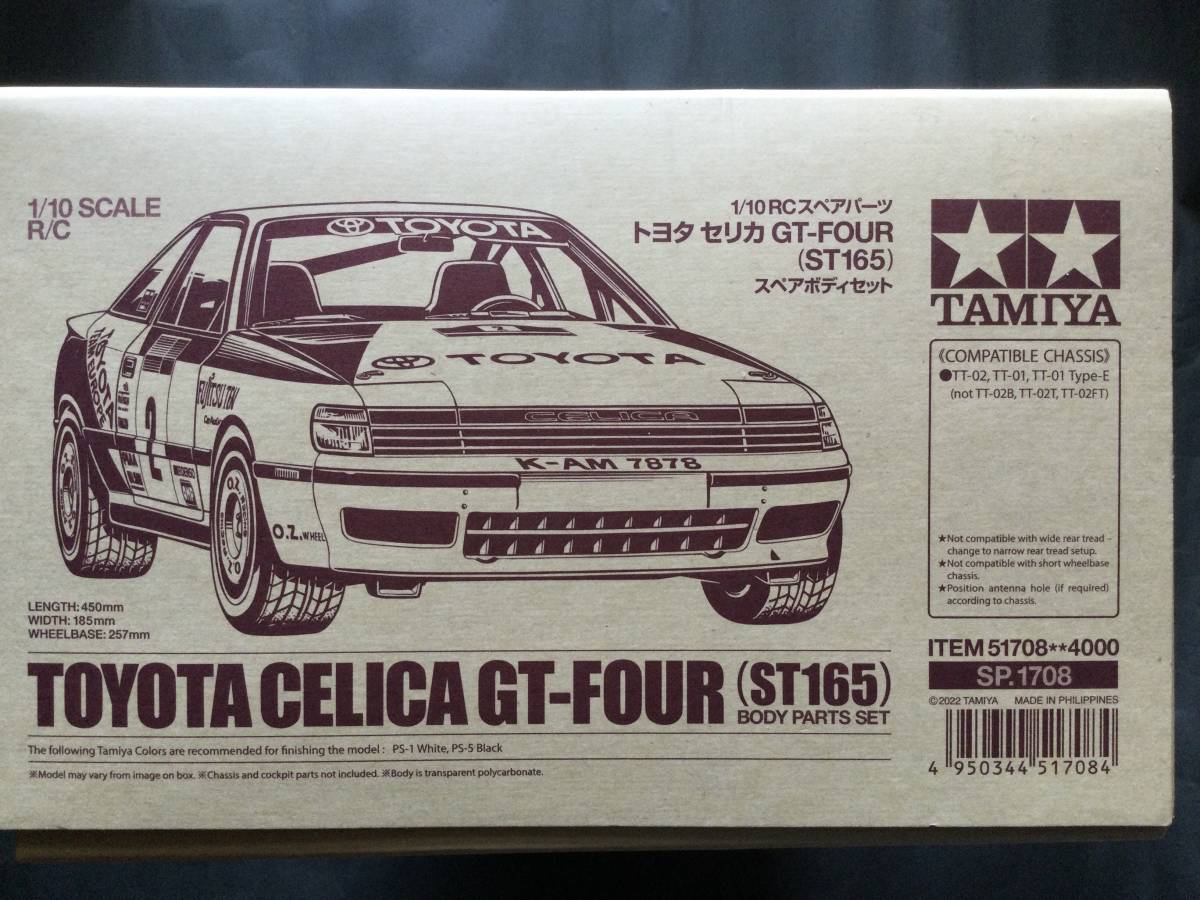 1/10 SCALE
R/C
1/10 RCスペアパーツ
トヨタ セリカ GT-FOUR
(ST165)
スペアボディセット
TAMIYA
《COMPATIBLE CHASSIS》
●TT-02, TT-01, TT-01 Type-E
(not TT-02B, TT-02T, TT-02FT)
★Not compatible with wide rear tread –
change to narrow rear tread setup.
★Not compatible with short wheelbase
chassis.
★Position antenna hole (if required)
according to chassis.
TOYOTA
2
TOYOTA
CELICA
K-AM 7878
TOYOTA
FUJITSU TEN
2
O.Z. WHEEL
LENGTH: 450mm
WIDTH: 185mm
WHEELBASE: 257mm
TOYOTA CELICA GT-FOUR (ST165)
BODY PARTS SET
The following Tamiya Colors are recommended for finishing the model : PS-1 White, PS-5 Black
※Model may vary from image on box. ※Chassis and cockpit parts not included. ※Body is transparent polycarbonate.
ITEM 51708**4000
SP.1708
©2022 TAMIYA MADE IN PHILIPPINES
4 950344 517084